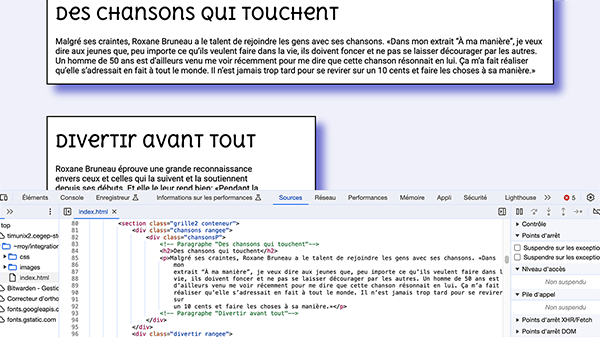 Des chansons qui touchent
Malgré ses craintes, Roxane Bruneau a le talent de rejoindre les gens avec ses chansons. «Dans mon extrait "À ma manière", je veux
dire aux jeunes que, peu importe ce qu'ils veulent faire dans la vie, ils doivent foncer et ne pas se laisser décourager par les autres.
Un homme de 50 ans est d'ailleurs venu me voir récemment pour me dire que cette chanson résonnait en lui. Ça m'a fait réaliser
qu'elle s'adressait en fait à tout le monde. Il n'est jamais trop tard pour se revirer sur un 10 cents et faire les choses à sa manière.»
Divertir avant tout
Roxane Bruneau éprouve une grande reconnaissance
envers ceux et celles qui la suivent et la soutiennent
depuis ses débuts. Et elle le leur rend bien: «Pendant la
Éléments Console Enregistreur Informations sur les performances Sources Réseau Performances Mémoire Appli Sécurité Lighthouse » 5
» index.html ×
top
timunix2.cegep-st
~rroy/integration
css
images
index.html
Bitwarden - Gestic
Correcteur d'ortho
fonts.googleapis.c
fonts.gstatic.com
80 <section class="grille2 conteneur">
81 <div class="chansons rangee">
82 <div class="chansonsP">
83 <!-- Paragraphe "Des chansons qui touchent"-->
84 <h2>Des chansons qui touchent</h2>
85 <p>Malgré ses craintes, Roxane Bruneau a le talent de rejoindre les gens avec ses chansons. «Dans
86 mon
87 extrait "À ma manière", je veux dire aux jeunes que, peu importe ce qu'ils veulent faire dans l
88 vie, ils doivent foncer et ne pas se laisser décourager par les autres. Un homme de 50 ans est
89 d'ailleurs venu me voir récemment pour me dire que cette chanson résonnait en lui. Ça m'a fait
90 réaliser qu'elle s'adressait en fait à tout le monde. Il n'est jamais trop tard pour se revirer
91 sur
92 un 10 cents et faire les choses à sa manière.»</p>
93 <!-- Paragraphe "Divertir avant tout"-->
94 </div>
95 </div>
96 <div class="divertir rangee">
Points d'arrêt
Suspendre sur les exception
Suspendre sur les exception
Niveau d'accès
Non suspendu
Pile d'appel
Non suspendu
Points d'arrêt XHR/Fetch
Points d'arrêt DOM